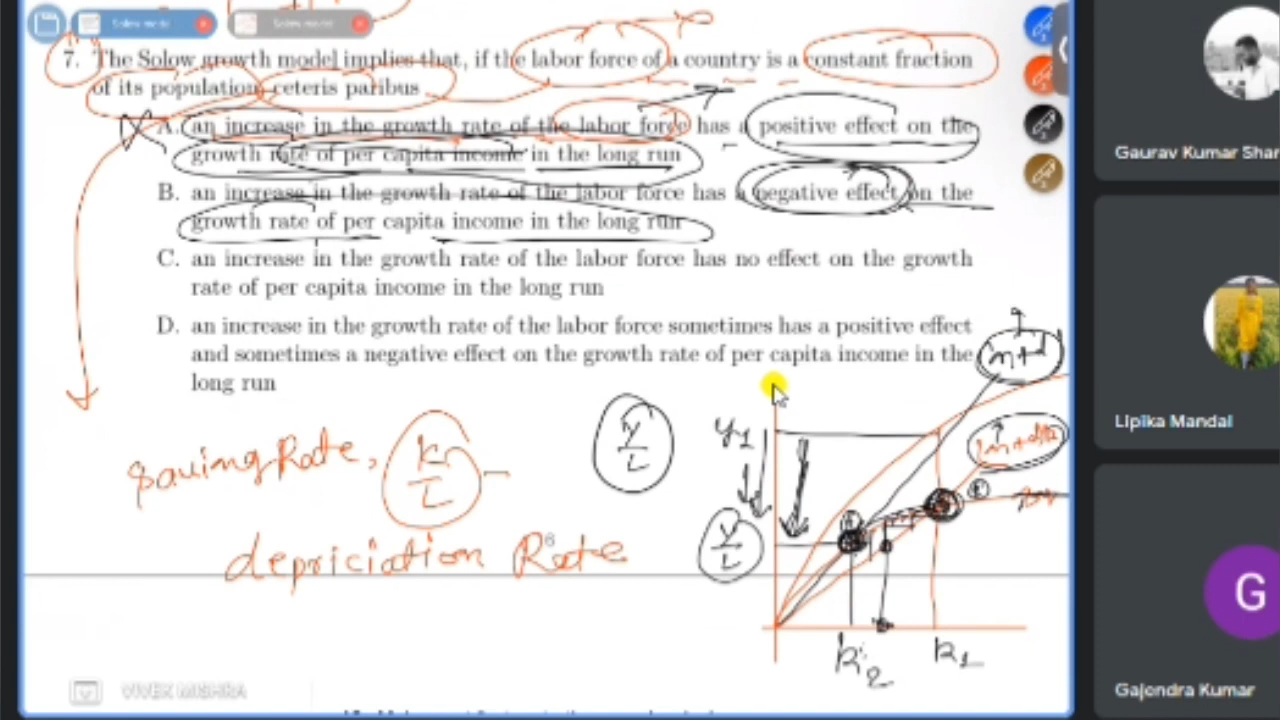 Solow model
Solow model
7. The Solow growth model implies that, if the labor force of a country is a constant fraction
of its population, ceteris paribus
A. an increase in the growth rate of the labor force has a positive effect on the
growth rate of per capita income in the long run
B. an increase in the growth rate of the labor force has a negative effect on the
growth rate of per capita income in the long run
C. an increase in the growth rate of the labor force has no effect on the growth
rate of per capita income in the long run
D. an increase in the growth rate of the labor force sometimes has a positive effect
and sometimes a negative effect on the growth rate of per capita income in the
long run
n+d
saving Rate, K/L
Y/L
y1
Y/L
depriciation Rate
k2
k1
VIVEK MISHRA
Gaurav Kumar Shar
Lipika Mandal
G
Gajendra Kumar